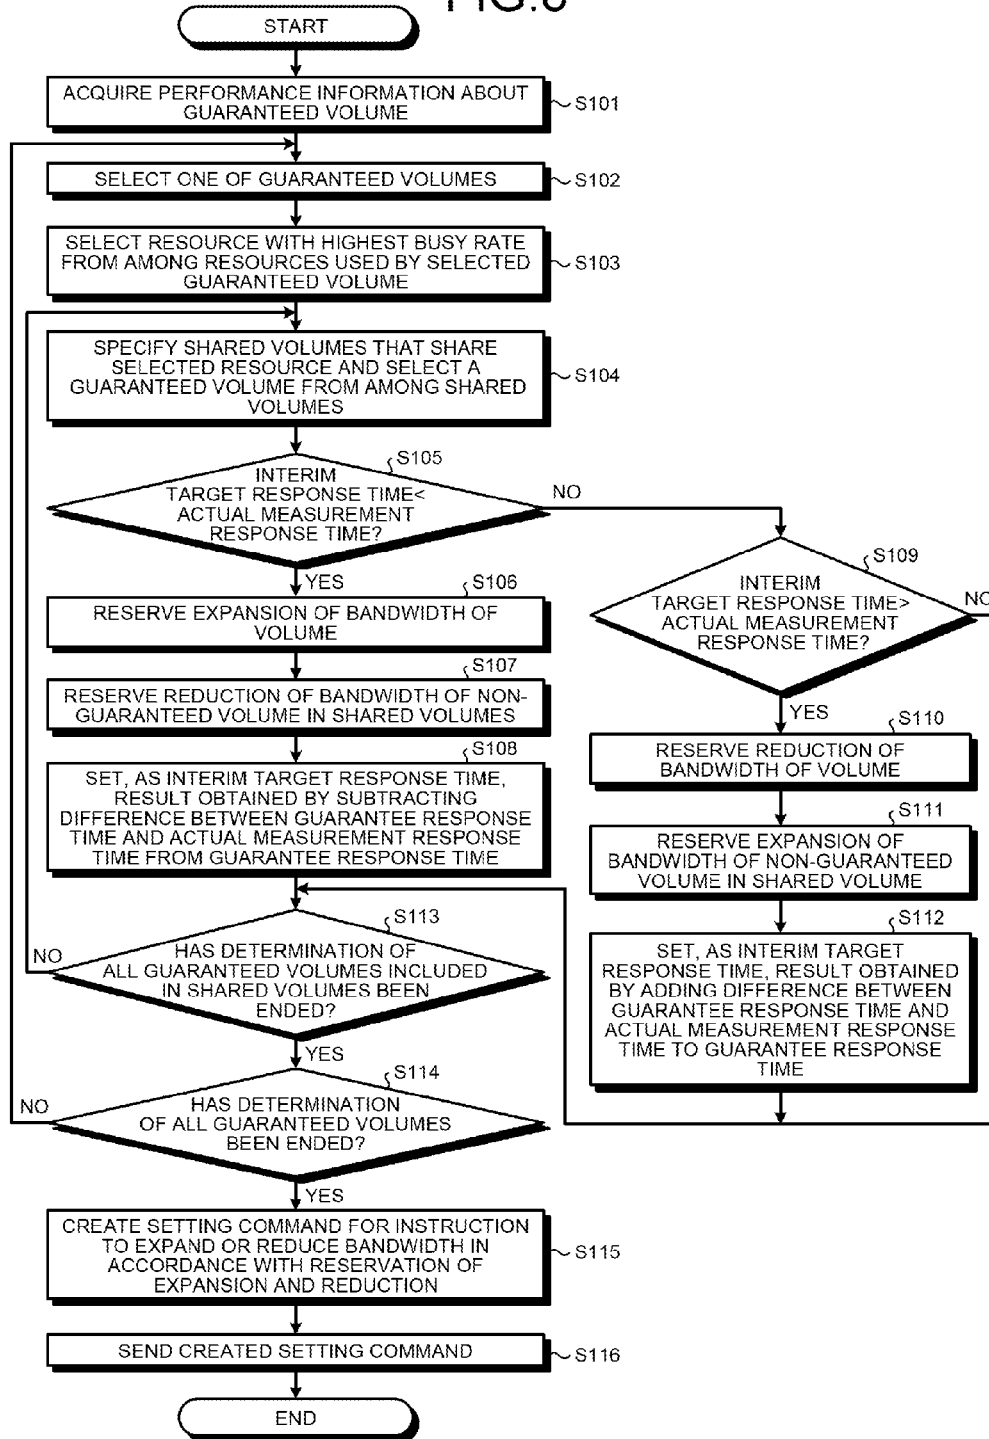 FIG.8
START
ACQUIRE PERFORMANCE INFORMATION ABOUT
GUARANTEED VOLUME
S101
SELECT ONE OF GUARANTEED VOLUMES
S102
SELECT RESOURCE WITH HIGHEST BUSY RATE
FROM AMONG RESOURCES USED BY SELECTED
GUARANTEED VOLUME
S103
SPECIFY SHARED VOLUMES THAT SHARE
SELECTED RESOURCE AND SELECT A
GUARANTEED VOLUME FROM AMONG SHARED
VOLUMES
S104
S105
INTERIM
TARGET RESPONSE TIME<
ACTUAL MEASUREMENT
RESPONSE TIME?
NO
YES
S106
RESERVE EXPANSION OF BANDWIDTH OF
VOLUME
S107
RESERVE REDUCTION OF BANDWIDTH OF NON-
GUARANTEED VOLUME IN SHARED VOLUMES
S108
SET, AS INTERIM TARGET RESPONSE TIME,
RESULT OBTAINED BY SUBTRACTING
DIFFERENCE BETWEEN GUARANTEE RESPONSE
TIME AND ACTUAL MEASUREMENT RESPONSE
TIME FROM GUARANTEE RESPONSE TIME
S109
INTERIM
TARGET RESPONSE TIME>
ACTUAL MEASUREMENT
RESPONSE TIME?
NO
YES
S110
RESERVE REDUCTION OF
BANDWIDTH OF VOLUME
S111
RESERVE EXPANSION OF
BANDWIDTH OF NON-GUARANTEED
VOLUME IN SHARED VOLUME
S112
SET, AS INTERIM TARGET
RESPONSE TIME, RESULT OBTAINED
BY ADDING DIFFERENCE BETWEEN
GUARANTEE RESPONSE TIME AND
ACTUAL MEASUREMENT RESPONSE
TIME TO GUARANTEE RESPONSE
TIME
S113
NO
HAS DETERMINATION OF
ALL GUARANTEED VOLUMES INCLUDED
IN SHARED VOLUMES BEEN
ENDED?
YES
S114
NO
HAS DETERMINATION
OF ALL GUARANTEED VOLUMES
BEEN ENDED?
YES
CREATE SETTING COMMAND FOR INSTRUCTION
TO EXPAND OR REDUCE BANDWIDTH IN
ACCORDANCE WITH RESERVATION OF
EXPANSION AND REDUCTION
S115
SEND CREATED SETTING COMMAND
S116
END